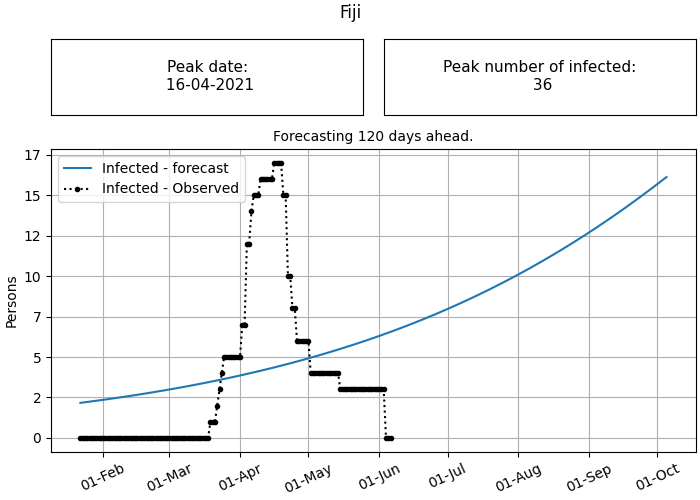 Fiji
Peak date:
16-04-2021
Peak number of infected:
36
Forecasting 120 days ahead.
Infected - forecast
Infected - Observed
Persons
17
15
12
10
7
5
2
0
01-Feb
01-Mar
01-Apr
01-May
01-Jun
01-Jul
01-Aug
01-Sep
01-Oct